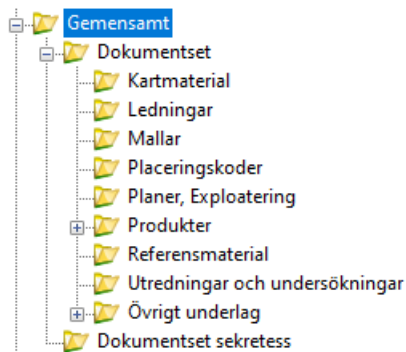 Gemensamt
Dokumentset
Kartmaterial
Ledningar
Mallar
Placeringskoder
Planer, Exploatering
Produkter
Referensmaterial
Utredningar och undersökningar
Övrigt underlag
Dokumentset sekretess